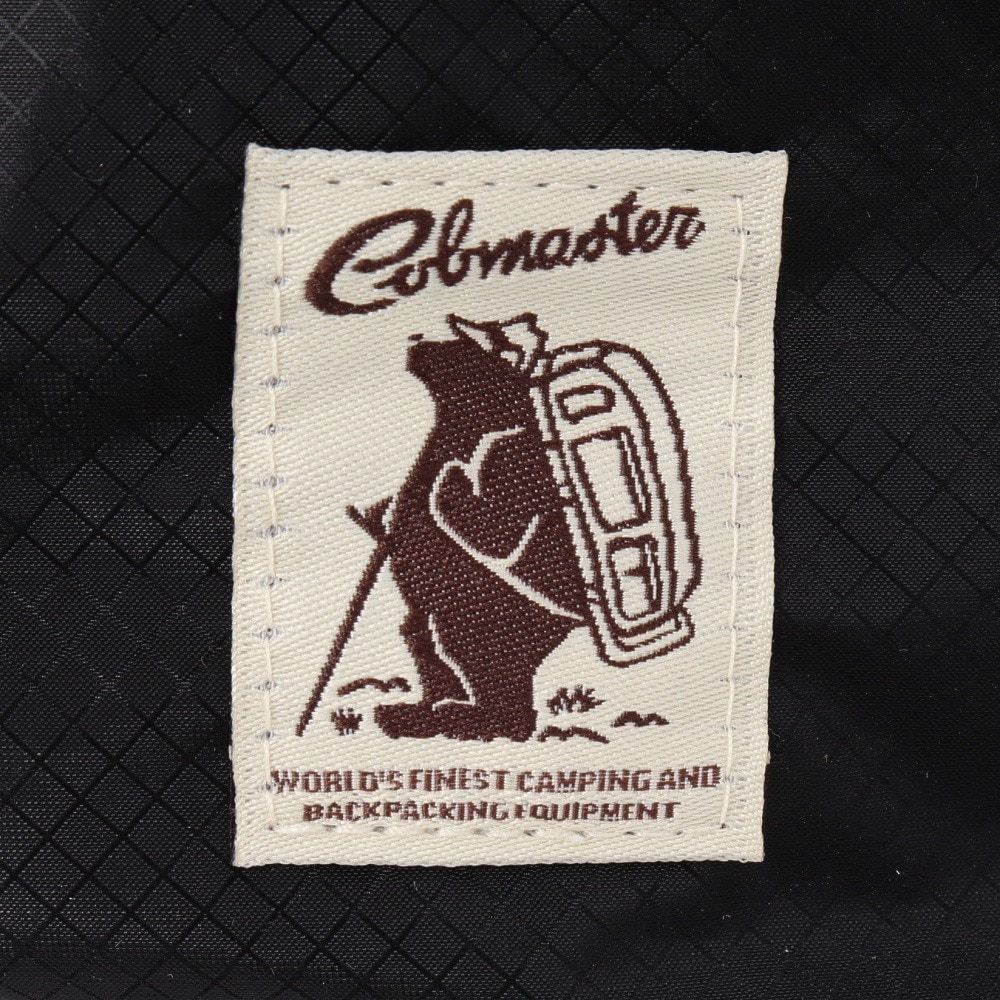 Cobmaster
WORLD'S FINEST CAMPING AND
BACKPACKING EQUIPMENT